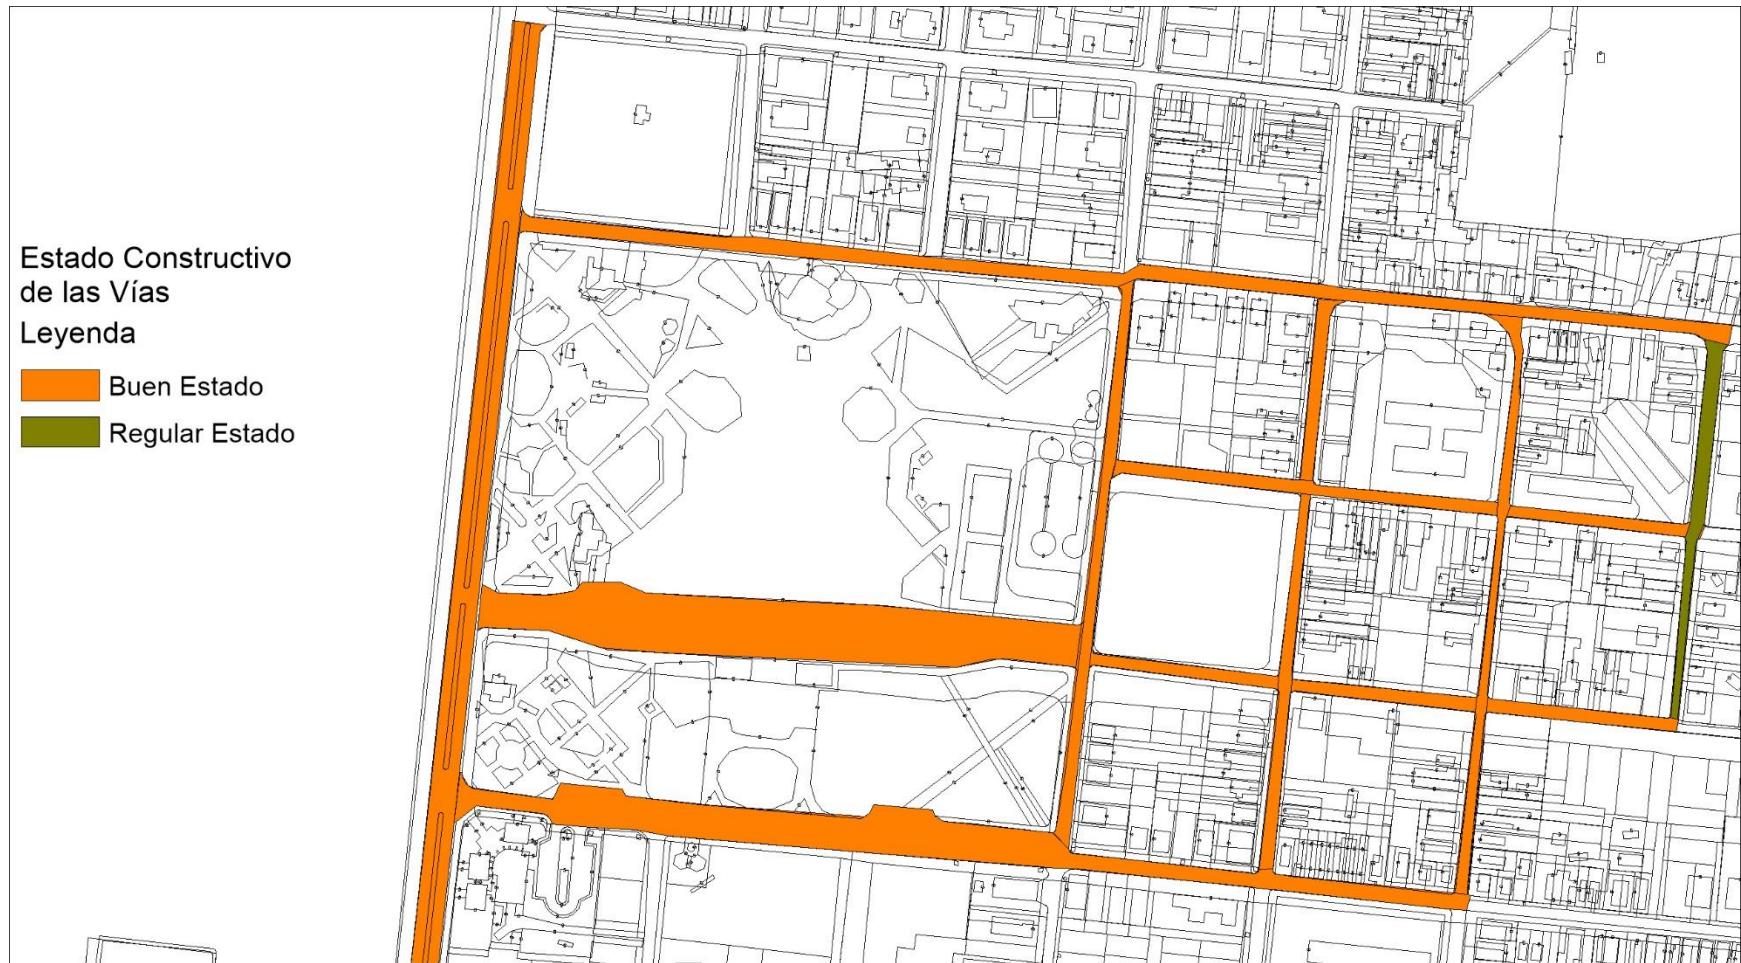 Estado Constructivo
de las Vías
Leyenda
Buen Estado
Regular Estado